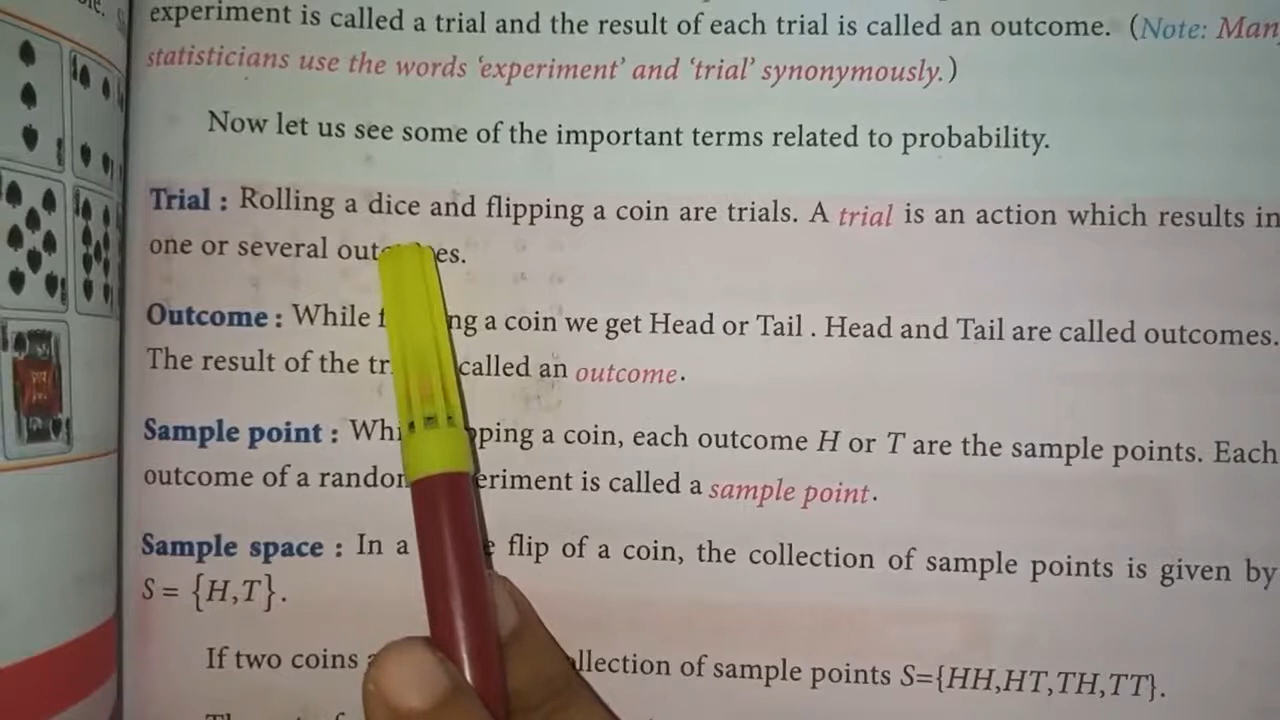 experiment is called a trial and the result of each trial is called an outcome. (Note: Man
statisticians use the words ‘experiment’ and ‘trial’ synonymously.)
Now let us see some of the important terms related to probability.
Trial : Rolling a dice and flipping a coin are trials. A trial is an action which results in
one or several out es.
Outcome : While ng a coin we get Head or Tail . Head and Tail are called outcomes.
The result of the tr called an outcome.
Sample point : Whi pping a coin, each outcome H or T are the sample points. Each
outcome of a random eriment is called a sample point.
Sample space : In a flip of a coin, the collection of sample points is given by
S = {H,T}.
If two coins llection of sample points S={HH,HT,TH,TT}.